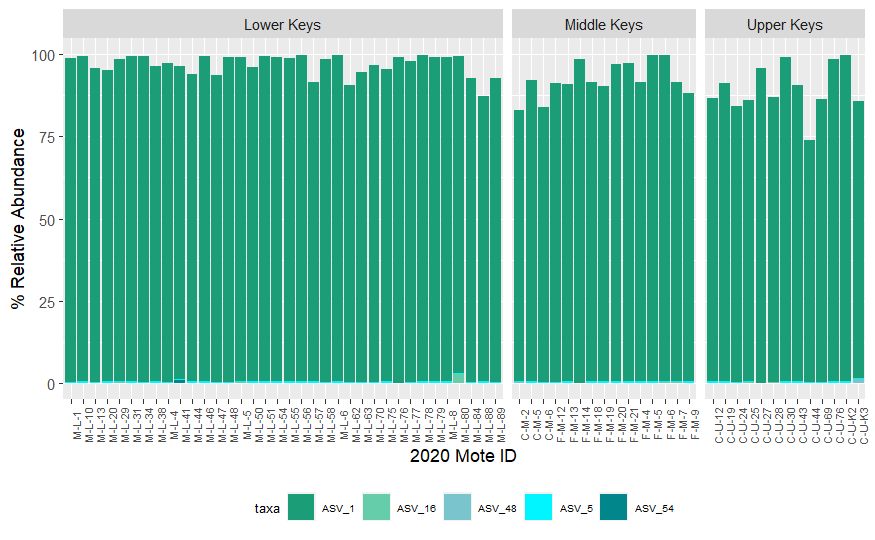 Lower Keys Middle Keys Upper Keys
100
75
50
25
0
% Relative Abundance
M-L-1 M-L-10 M-L-13 M-L-20 M-L-29 M-L-31 M-L-34 M-L-38 M-L-4 M-L-41 M-L-44 M-L-46 M-L-47 M-L-48 M-L-5 M-L-50 M-L-51 M-L-54 M-L-55 M-L-56 M-L-57 M-L-58 M-L-6 M-L-62 M-L-63 M-L-70 M-L-75 M-L-76 M-L-77 M-L-78 M-L-79 M-L-8 M-L-80 M-L-84 M-L-88 M-L-89 C-M-2 C-M-5 C-M-6 F-M-12 F-M-13 F-M-14 F-M-18 F-M-19 F-M-20 F-M-21 F-M-4 F-M-5 F-M-6 F-M-7 F-M-9 C-U-12 C-U-19 C-U-24 C-U-25 C-U-27 C-U-28 C-U-30 C-U-43 C-U-44 C-U-69 C-U-76 C-U-K2 C-U-K3
2020 Mote ID
taxa ASV_1 ASV_16 ASV_48 ASV_5 ASV_54